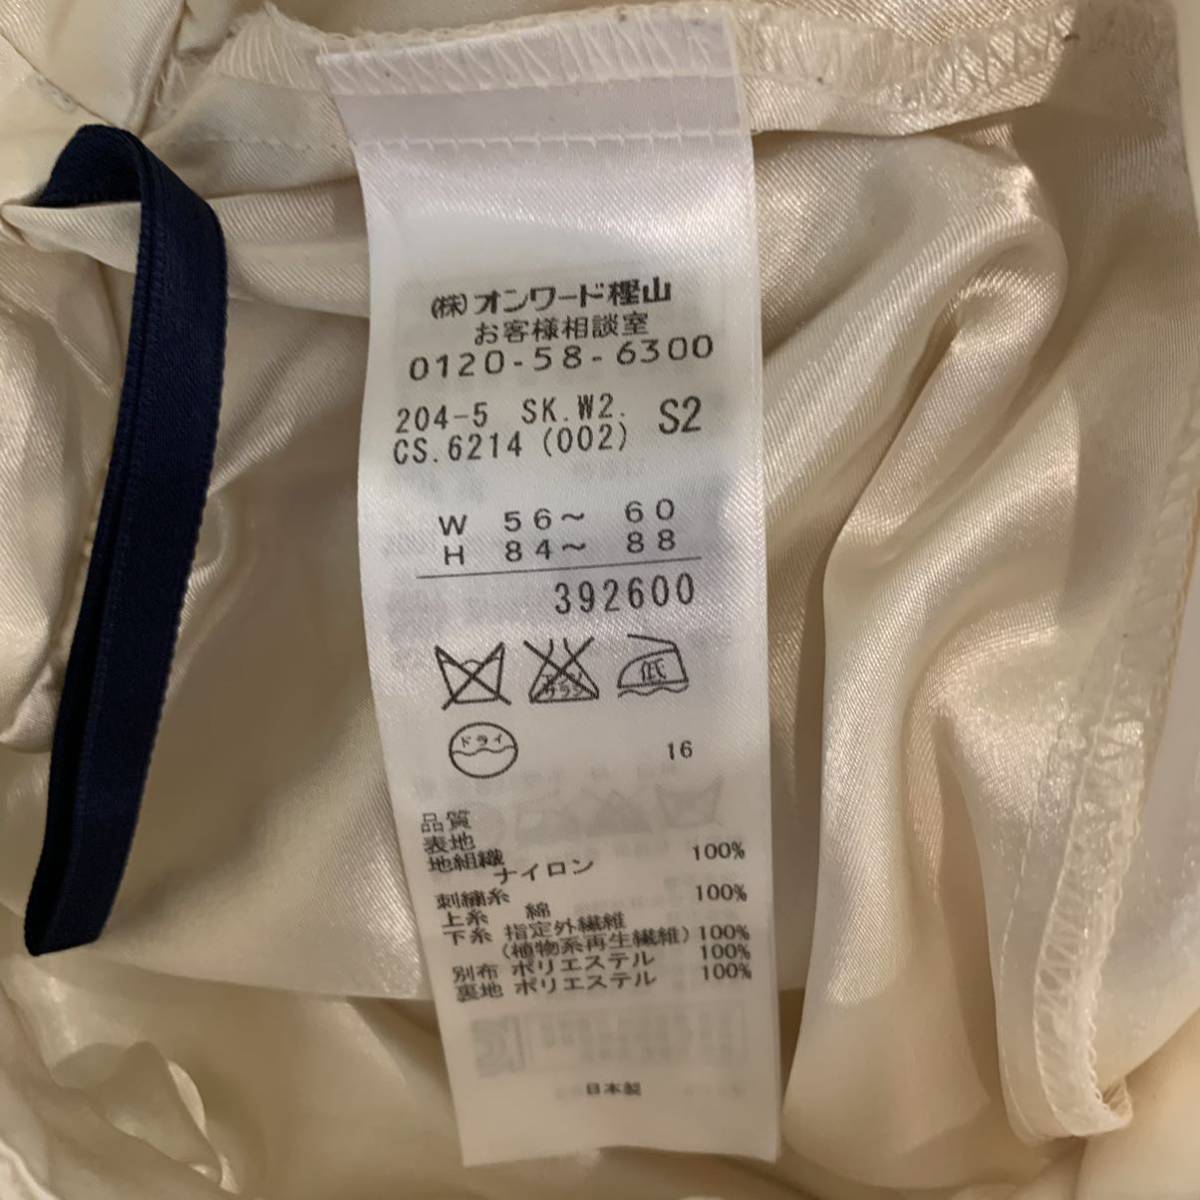 (株)オンワード樫山
お客様相談室
0120-58-6300
204-5 SK.W2. S2
CS.6214(002)
W 56～ 60
H 84～ 88
392600
低
ドライ
16
品質
表地
地組織
ナイロン 100%
刺繍糸
上糸 綿 100%
下糸 指定外繊維
(植物系再生繊維) 100%
別布 ポリエステル 100%
裏地 ポリエステル 100%
日本製